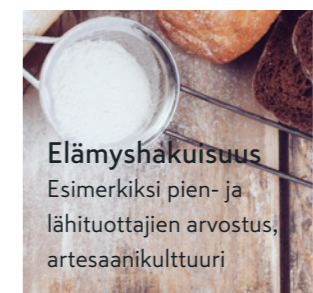 Elämyshakuisuus
Esimerkiksi pien- ja
lähituottajien arvostus,
artesaanikulttuuri